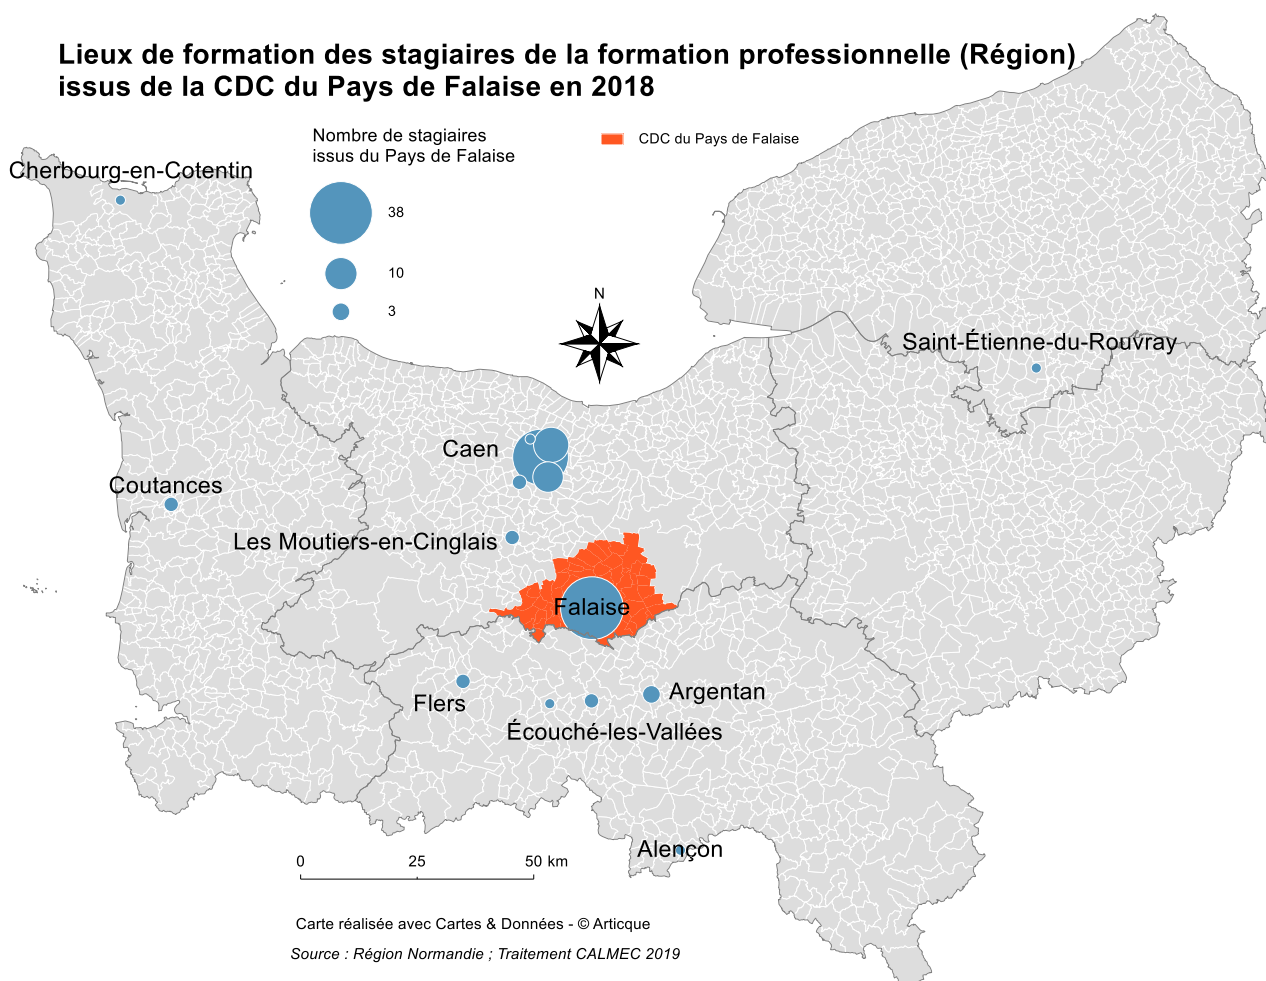 Lieux de formation des stagiaires de la formation professionnelle (Région)
issus de la CDC du Pays de Falaise en 2018
Nombre de stagiaires
issus du Pays de Falaise
38
10
3
CDC du Pays de Falaise
N
Cherbourg-en-Cotentin
Saint-Étienne-du-Rouvray
Caen
Coutances
Les Moutiers-en-Cinglais
Falaise
Flers
Argentan
Écouché-les-Vallées
Alençon
0 25 50 km
Carte réalisée avec Cartes & Données - © Articque
Source : Région Normandie ; Traitement CALMEC 2019